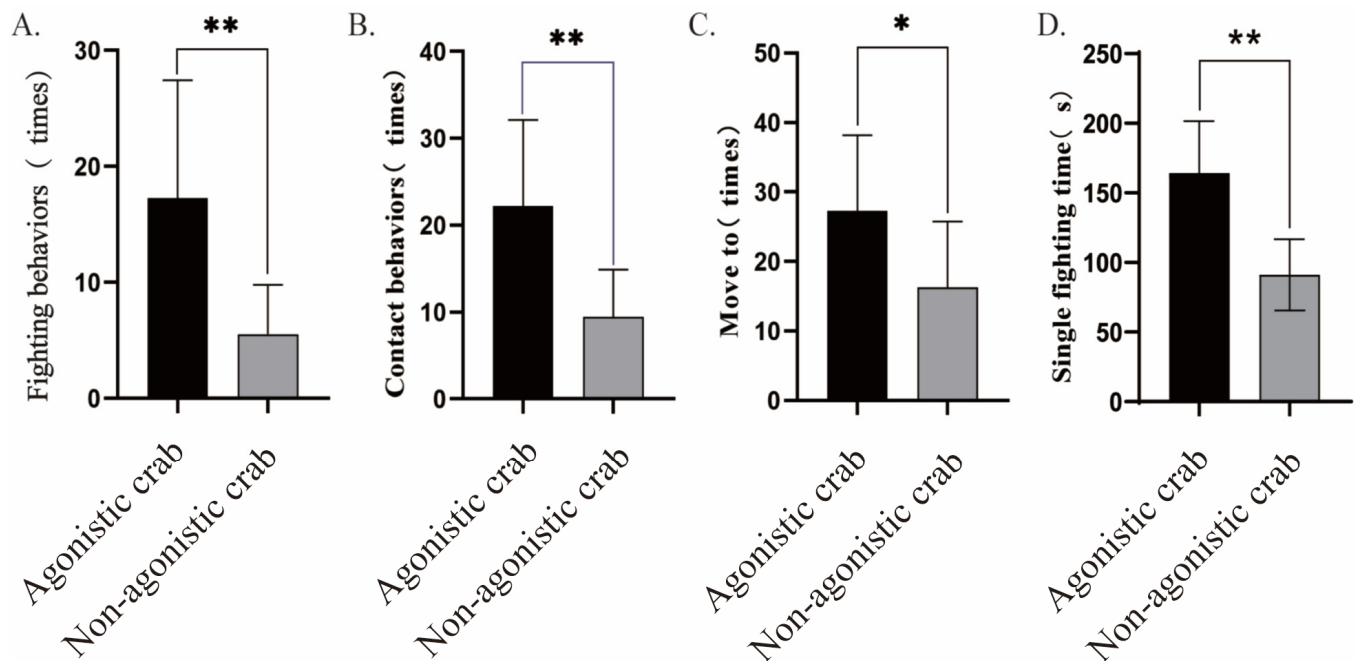 A.
**
Fighting behaviors ( times)
30
20
10
0
Agonistic crab
Non-agonistic crab
B.
**
Contact behaviors( times)
40
30
20
10
0
Agonistic crab
Non-agonistic crab
C.
*
Move to( times)
50
40
30
20
10
0
Agonistic crab
Non-agonistic crab
D.
**
Single fighting time( s)
250
200
150
100
50
0
Agonistic crab
Non-agonistic crab